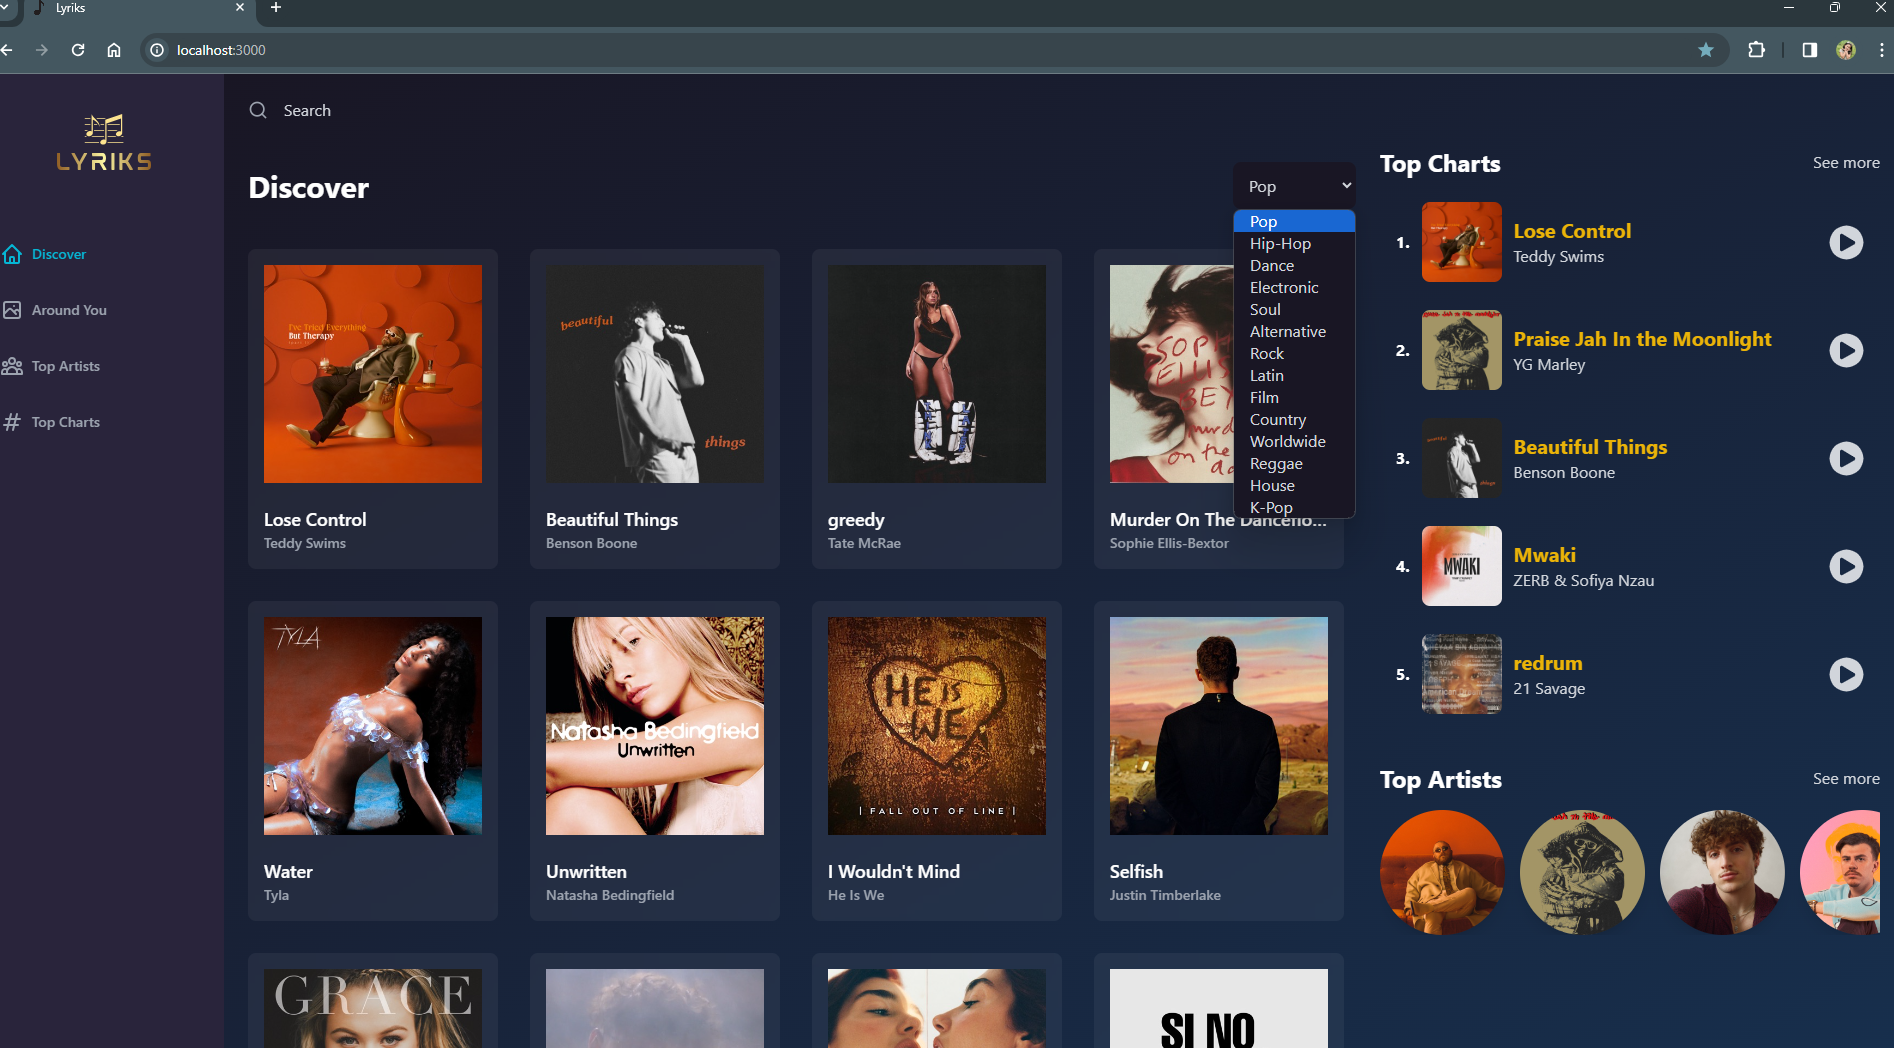 Lyriks
localhost:3000
LYRIKS
Search
Discover
Around You
Top Artists
Top Charts
Discover
Pop
Pop
Hip-Hop
Dance
Electronic
Soul
Alternative
Rock
Latin
Film
Country
Worldwide
Reggae
House
K-Pop
I've Tried Everything
But Therapy
beautiful
things
SOPH
ELLIS
BEX
murd
on the
da
Lose Control
Teddy Swims
Beautiful Things
Benson Boone
greedy
Tate McRae
Murder On The Danceflo...
Sophie Ellis-Bextor
TYLA
Natasha Bedingfield
Unwritten
HE IS
WE
| FALL OUT OF LINE |
Water
Tyla
Unwritten
Natasha Bedingfield
I Wouldn't Mind
He Is We
Selfish
Justin Timberlake
GRACE
SI NO
Top Charts
See more
1.
Lose Control
Teddy Swims
2.
Praise Jah In the Moonlight
YG Marley
3.
Beautiful Things
Benson Boone
4.
MWAKI
Mwaki
ZERB & Sofiya Nzau
5.
redrum
21 Savage
Top Artists
See more